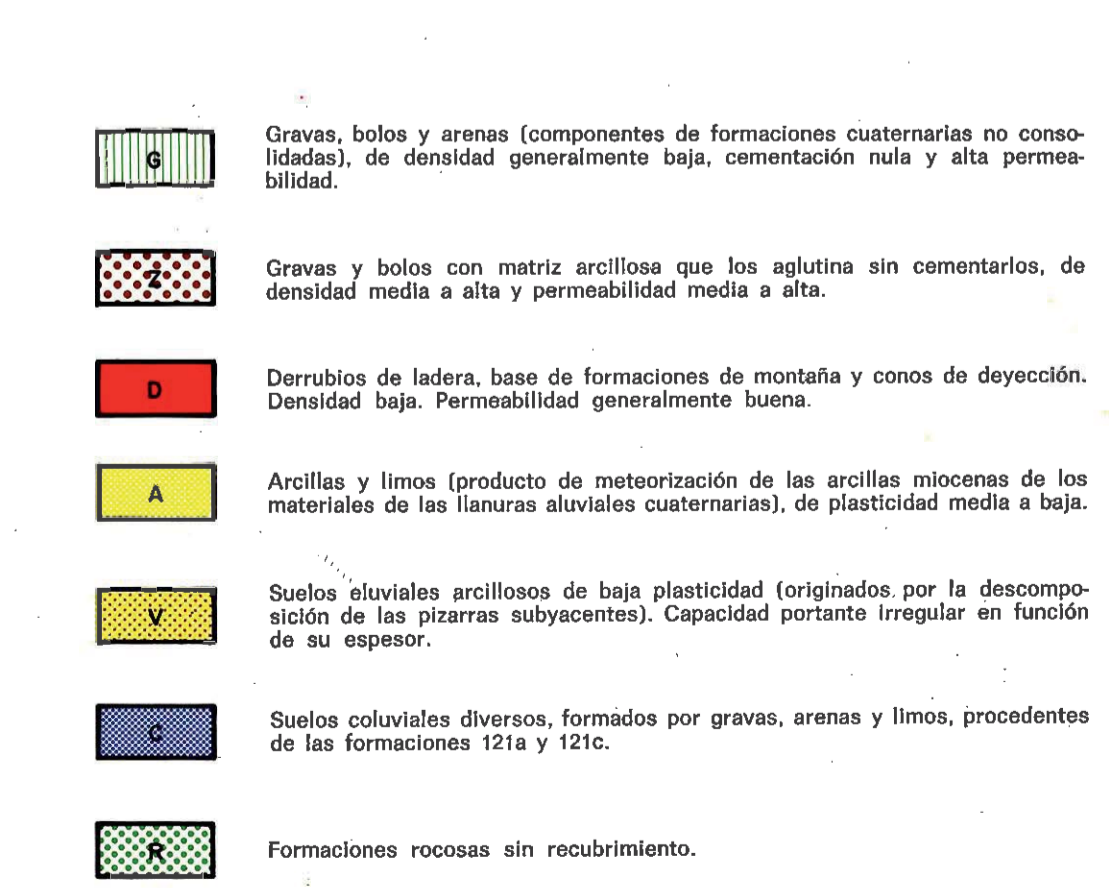 G
Gravas, bolos y arenas (componentes de formaciones cuaternarias no conso-
lidadas), de densidad generalmente baja, cementación nula y alta permea-
bilidad.
Z
Gravas y bolos con matriz arcillosa que los aglutina sin cementarlos, de
densidad media a alta y permeabilidad media a alta.
D
Derrubios de ladera, base de formaciones de montaña y conos de deyección.
Densidad baja. Permeabilidad generalmente buena.
A
Arcillas y limos (producto de meteorización de las arcillas miocenas de los
materiales de las llanuras aluviales cuaternarias), de plasticidad media a baja.
V
Suelos eluviales arcillosos de baja plasticidad (originados por la descompo-
sición de las pizarras subyacentes). Capacidad portante irregular en función
de su espesor.
C
Suelos coluviales diversos, formados por gravas, arenas y limos, procedentes
de las formaciones 121a y 121c.
R
Formaciones rocosas sin recubrimiento.